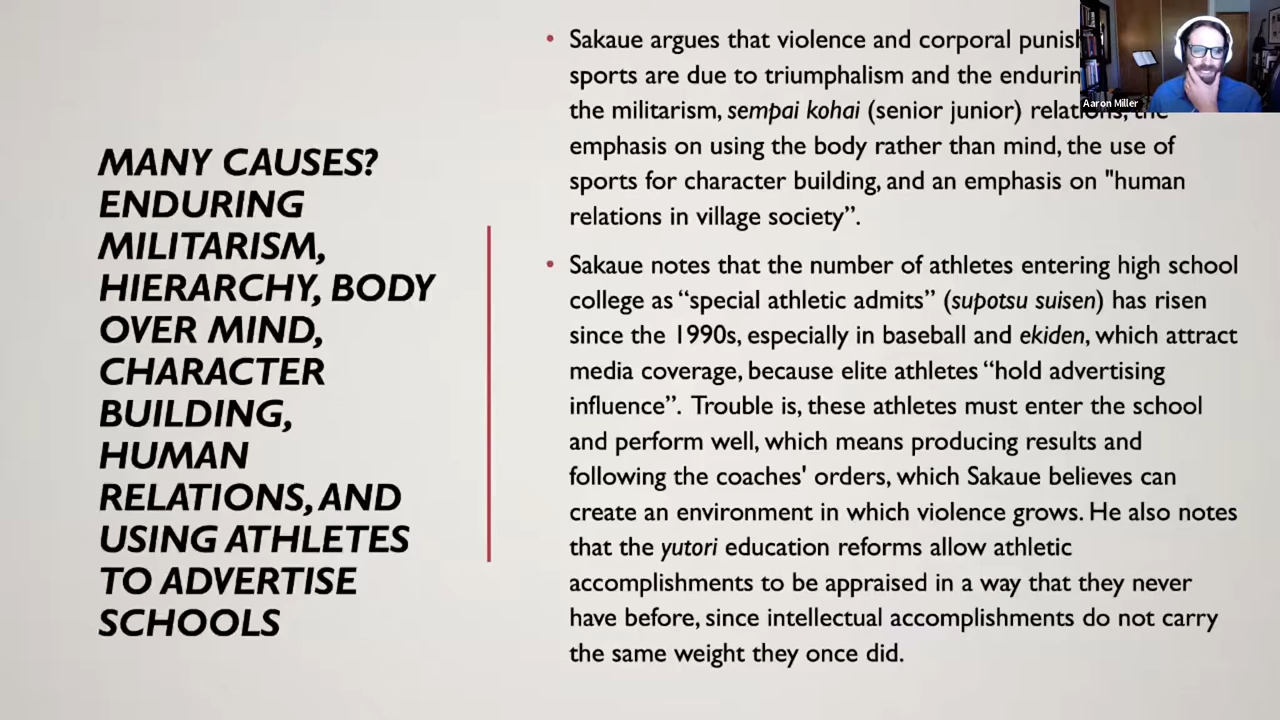 MANY CAUSES?
ENDURING
MILITARISM,
HIERARCHY, BODY
OVER MIND,
CHARACTER
BUILDING,
HUMAN
RELATIONS, AND
USING ATHLETES
TO ADVERTISE
SCHOOLS
• Sakaue argues that violence and corporal
sports are due to triumphalism and the
the militarism, sempai kohai (senior junior) relations, the
emphasis on using the body rather than mind, the use of
sports for character building, and an emphasis on "human
relations in village society”.
• Sakaue notes that the number of athletes entering high school
college as “special athletic admits” (supotsu suisen) has risen
since the 1990s, especially in baseball and ekiden, which attract
media coverage, because elite athletes “hold advertising
influence”. Trouble is, these athletes must enter the school
and perform well, which means producing results and
following the coaches' orders, which Sakaue believes can
create an environment in which violence grows. He also notes
that the yutori education reforms allow athletic
accomplishments to be appraised in a way that they never
have before, since intellectual accomplishments do not carry
the same weight they once did.
Aaron Miller